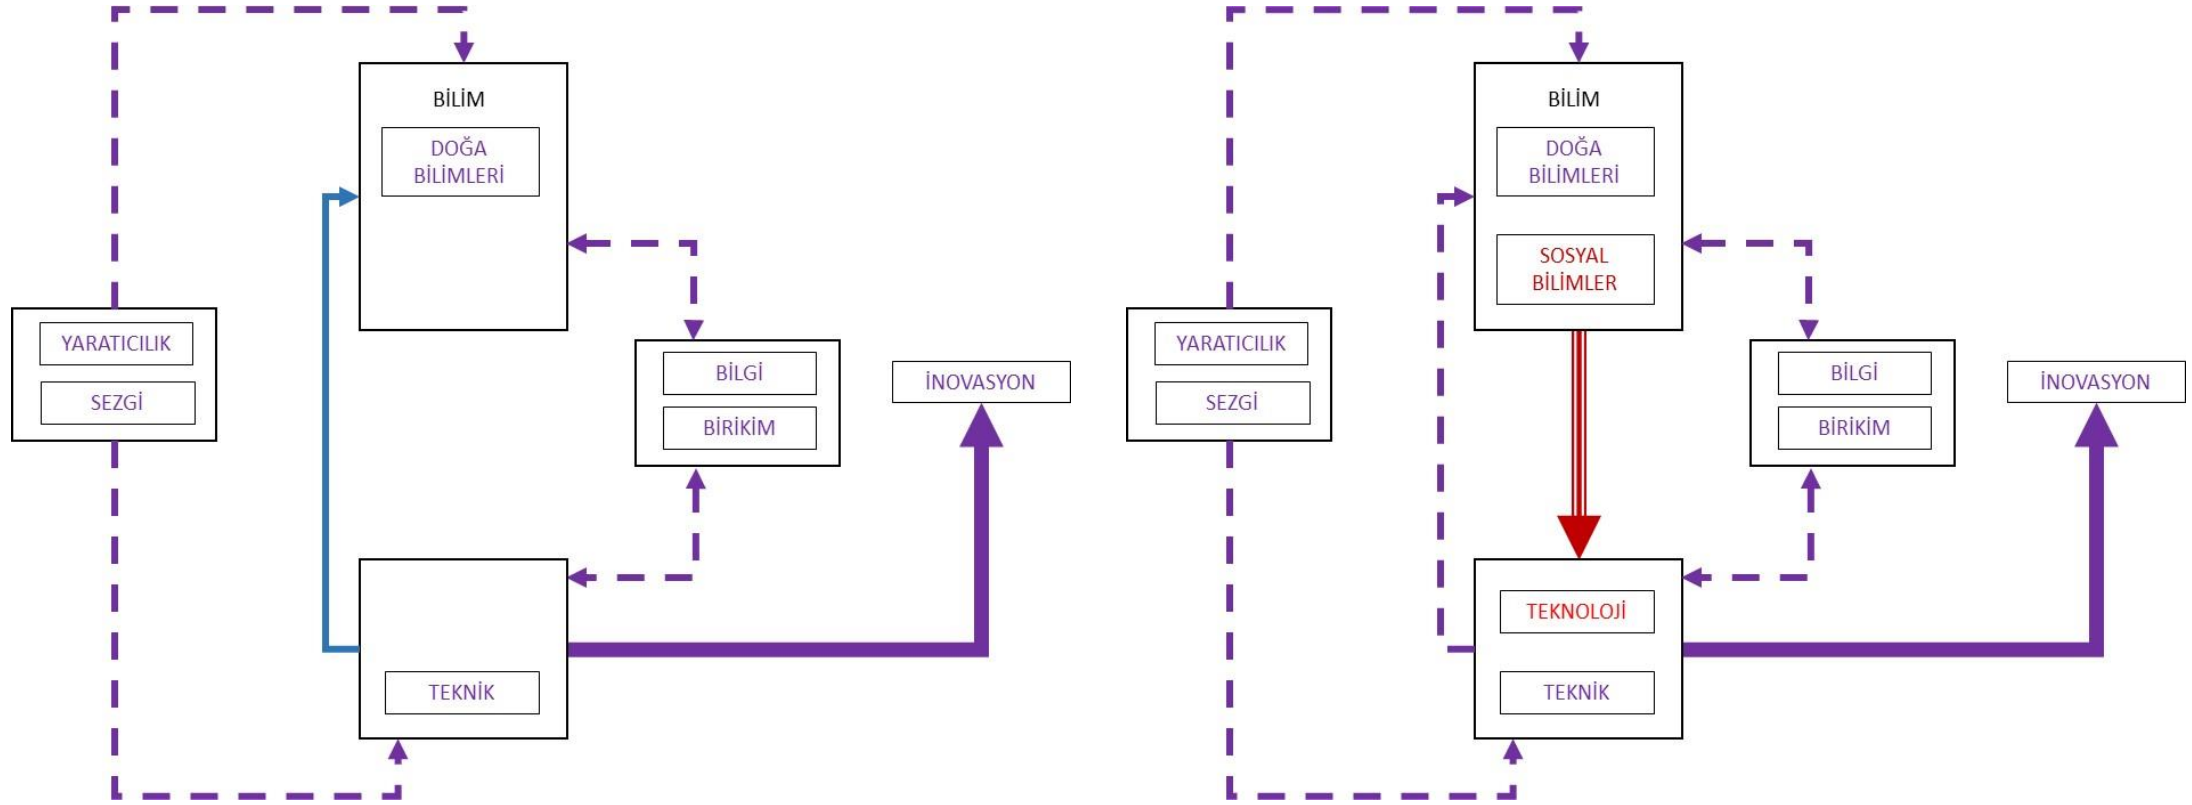 BİLİM
DOĞA
BİLİMLERİ
YARATICILIK
SEZGİ
BİLGİ
BİRİKİM
İNOVASYON
TEKNİK
BİLİM
DOĞA
BİLİMLERİ
SOSYAL
BİLİMLER
YARATICILIK
SEZGİ
BİLGİ
BİRİKİM
İNOVASYON
TEKNOLOJİ
TEKNİK